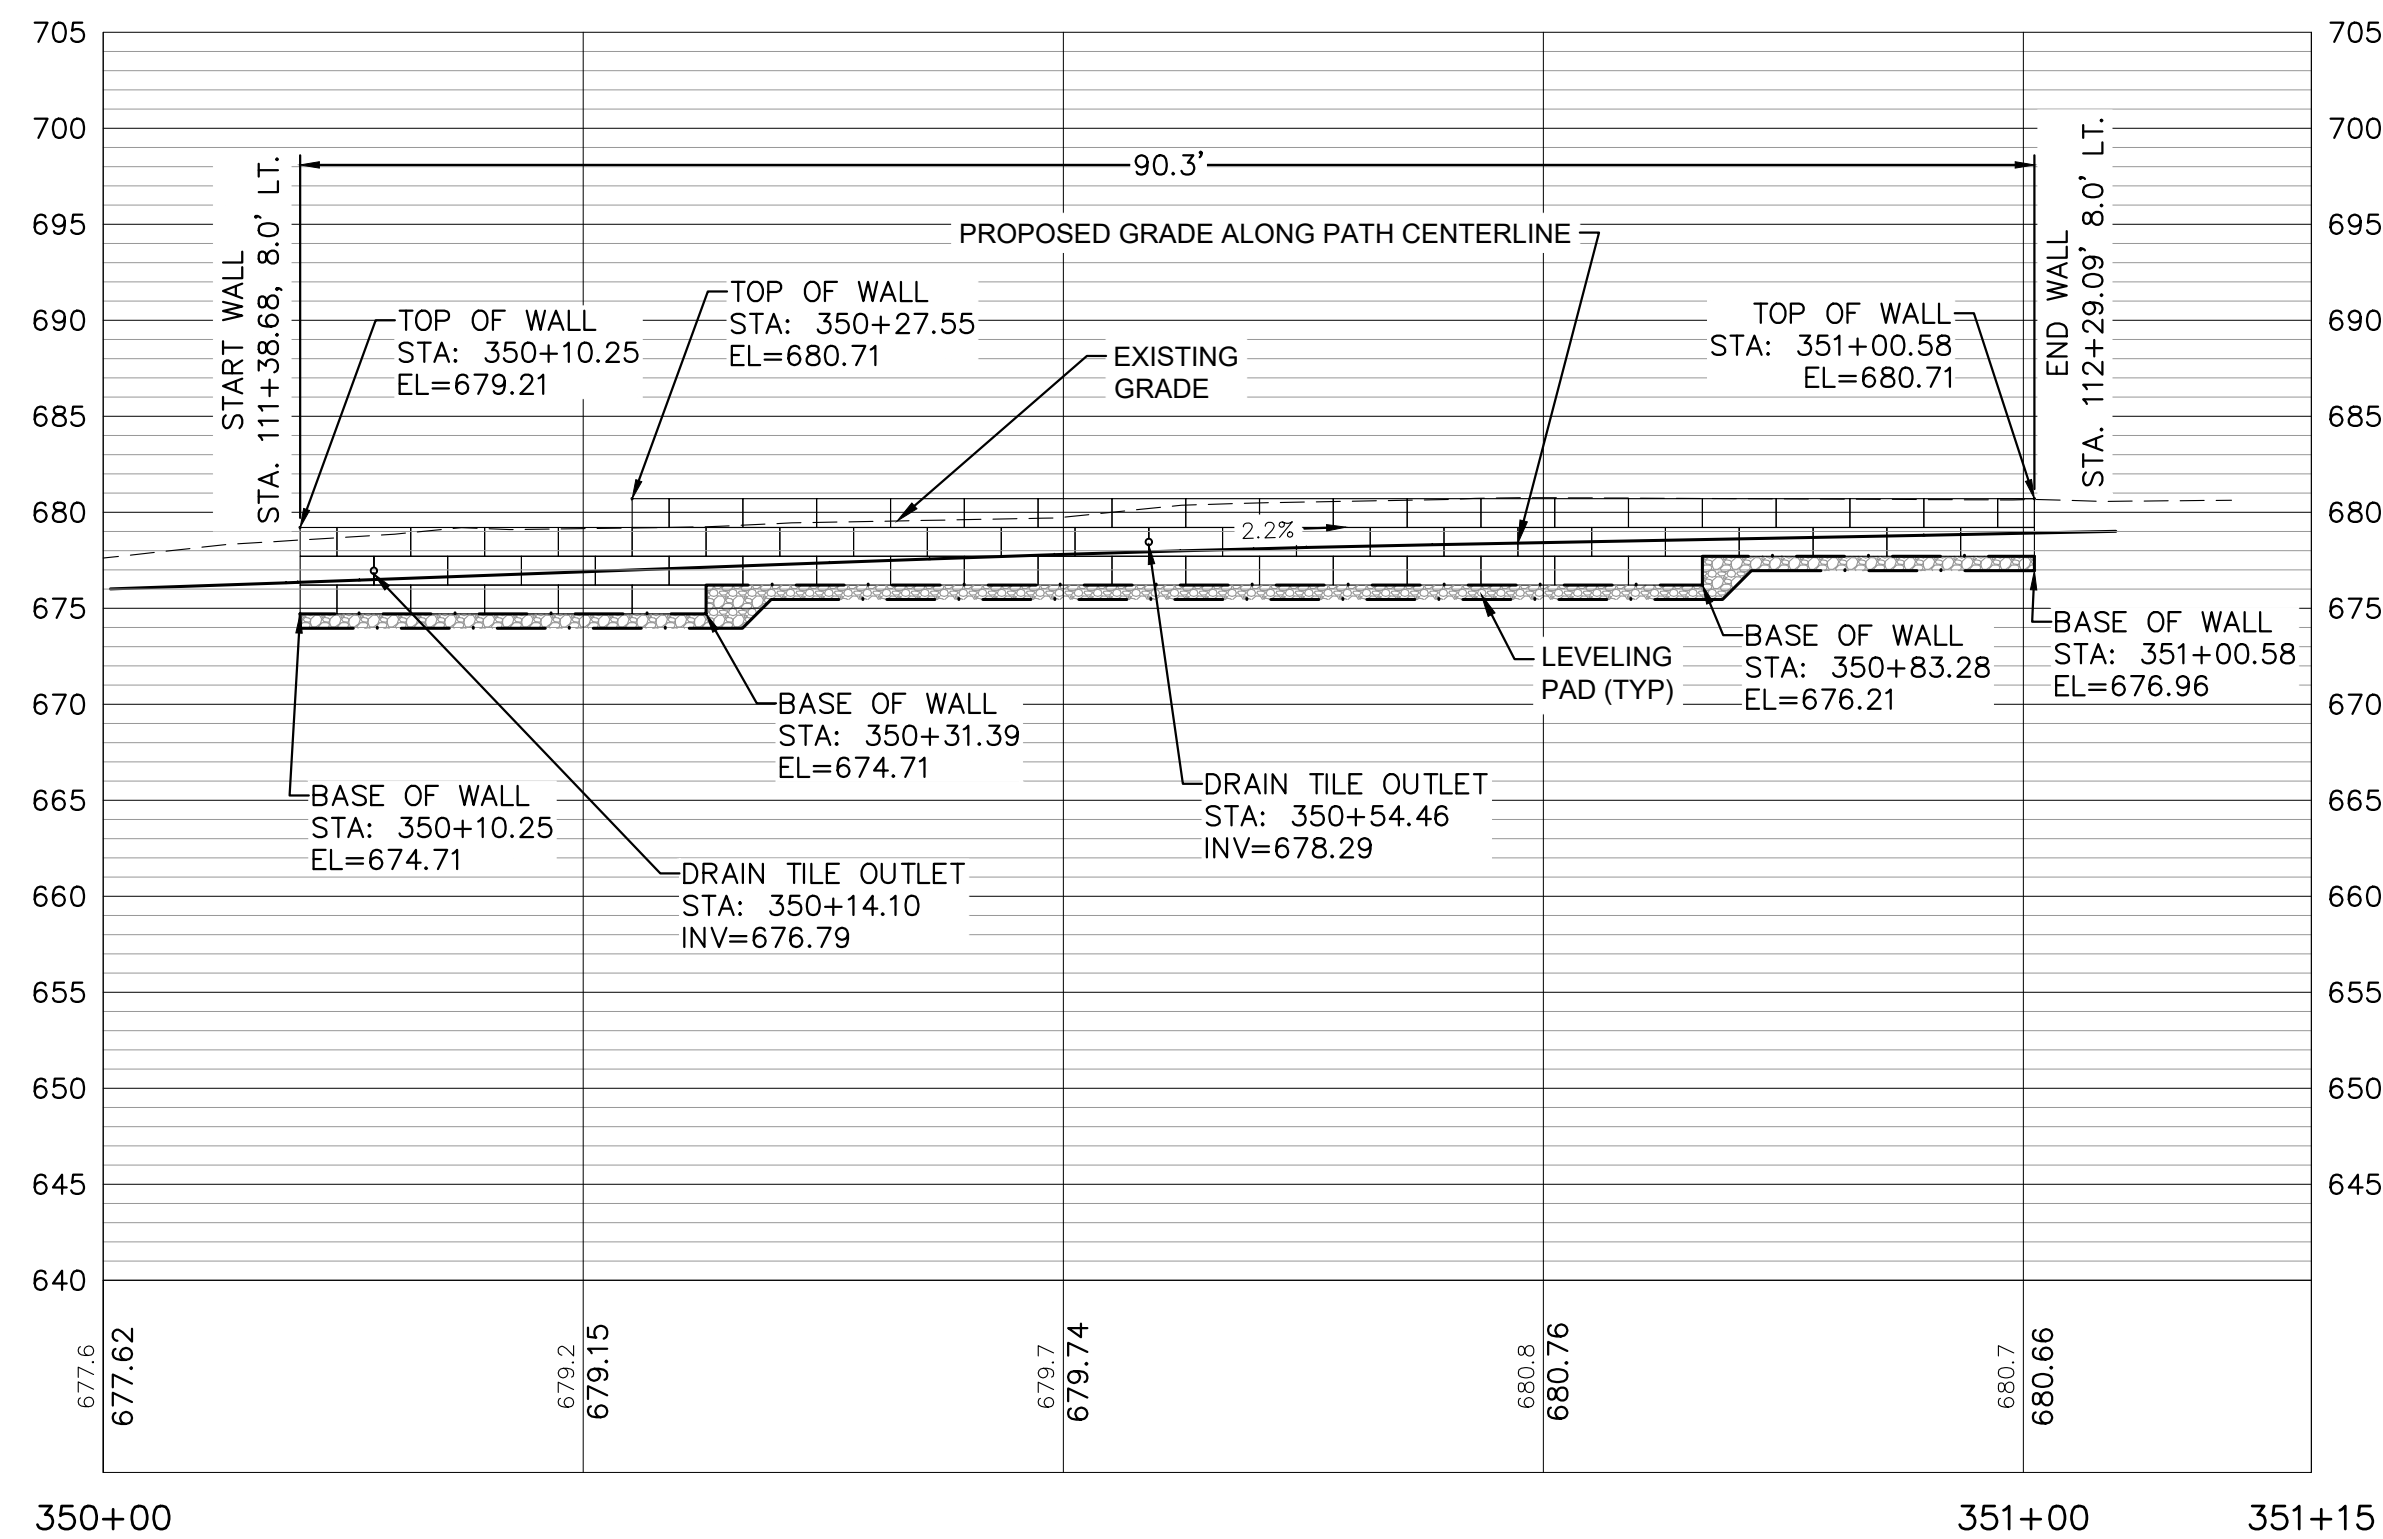 705
705
700
700
695
695
690
690
685
685
680
680
675
675
670
670
665
665
660
660
655
655
650
650
645
645
640
START WALL
STA. 111+38.68, 8.0' LT.
90.3'
END WALL
STA. 112+29.09' 8.0' LT.
PROPOSED GRADE ALONG PATH CENTERLINE
TOP OF WALL
STA: 350+10.25
EL=679.21
TOP OF WALL
STA: 350+27.55
EL=680.71
EXISTING
GRADE
TOP OF WALL
STA: 351+00.58
EL=680.71
2.2%
BASE OF WALL
STA: 350+10.25
EL=674.71
DRAIN TILE OUTLET
STA: 350+14.10
INV=676.79
BASE OF WALL
STA: 350+31.39
EL=674.71
DRAIN TILE OUTLET
STA: 350+54.46
INV=678.29
LEVELING
PAD (TYP)
BASE OF WALL
STA: 350+83.28
EL=676.21
BASE OF WALL
STA: 351+00.58
EL=676.96
677.6
677.62
679.2
679.15
679.7
679.74
680.8
680.76
680.7
680.66
350+00
351+00
351+15